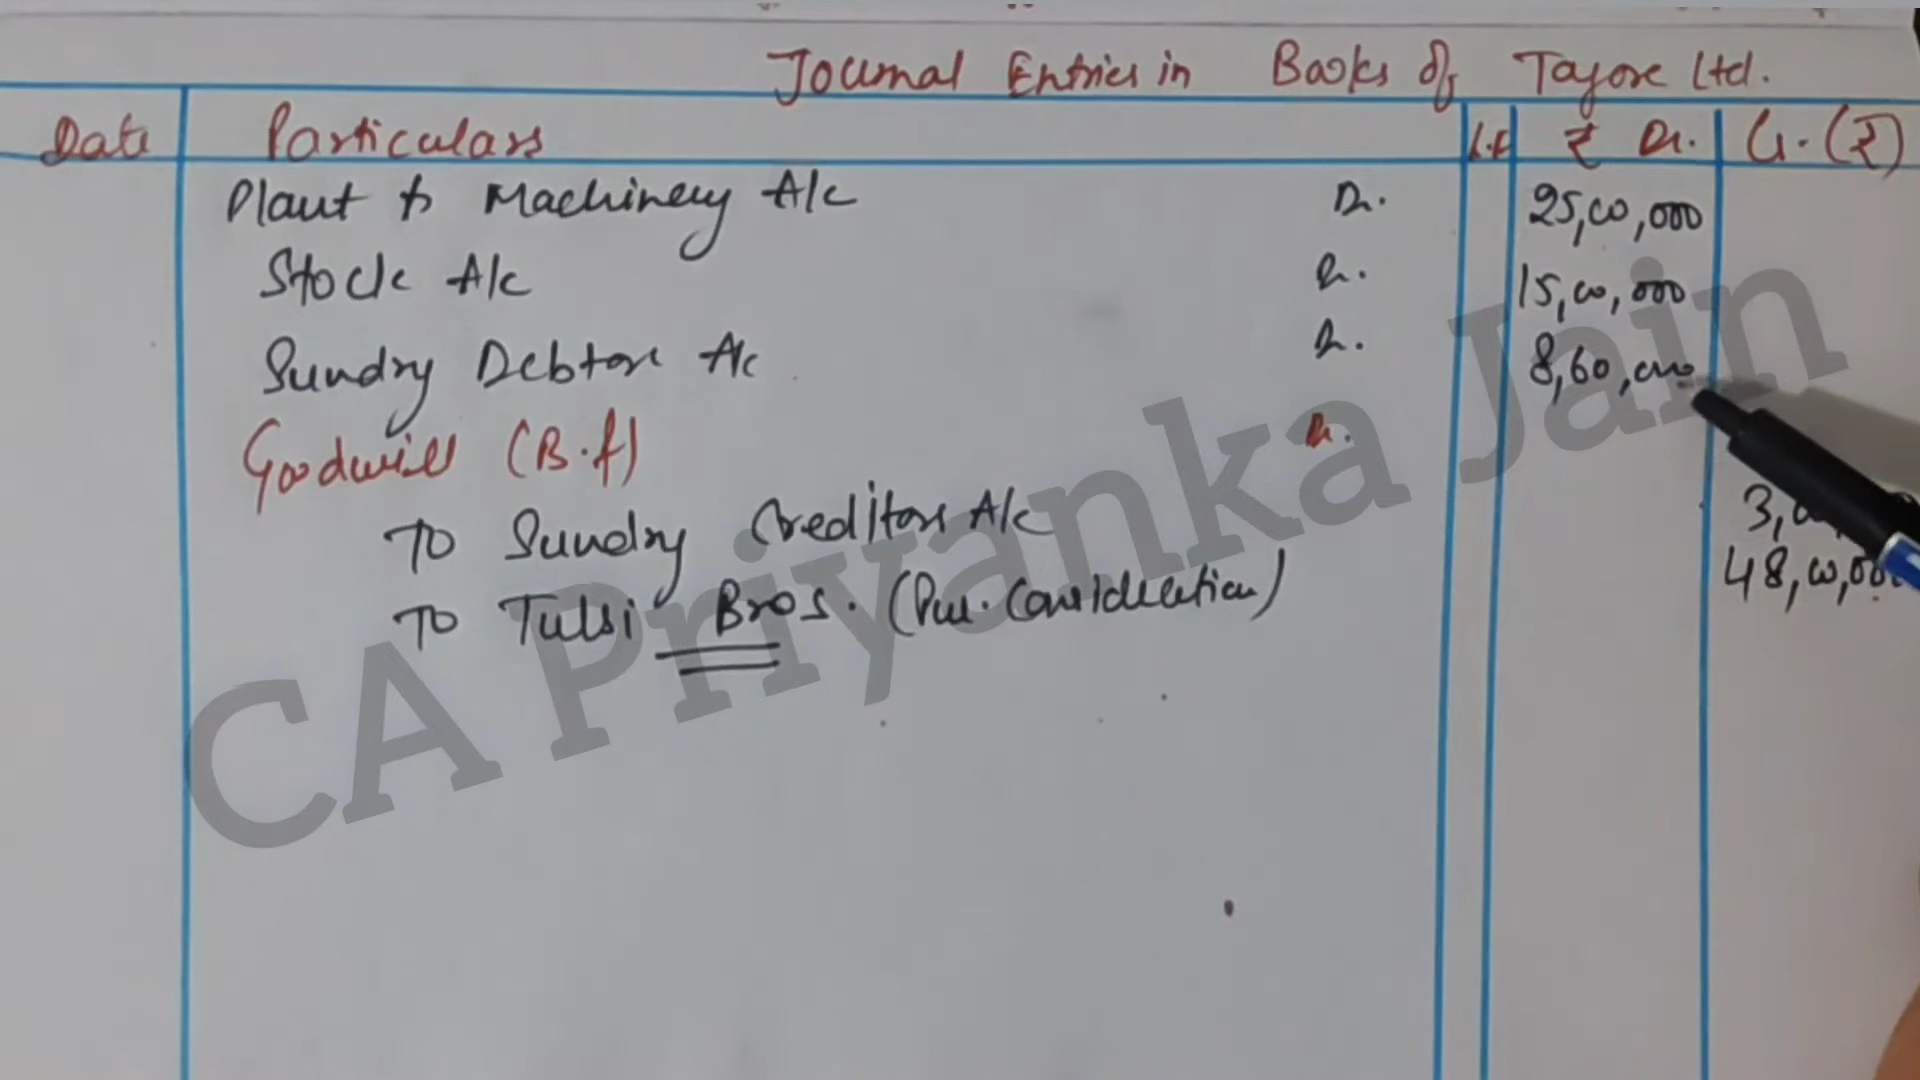 Journal Entries in Books of Tagore Ltd.
Date Particulars L.F ₹ Dr. Cr. (₹)
Plant & Machinery A/c Dr. 25,00,000
Stock A/c Dr. 15,00,000
Sundry Debtors A/c Dr. 8,60,000
Goodwill (B.f) Dr.
To Sundry Creditors A/c
To Tulsi Bros. (Pur. Consideration) 48,00,000
CA Priyanka Jain